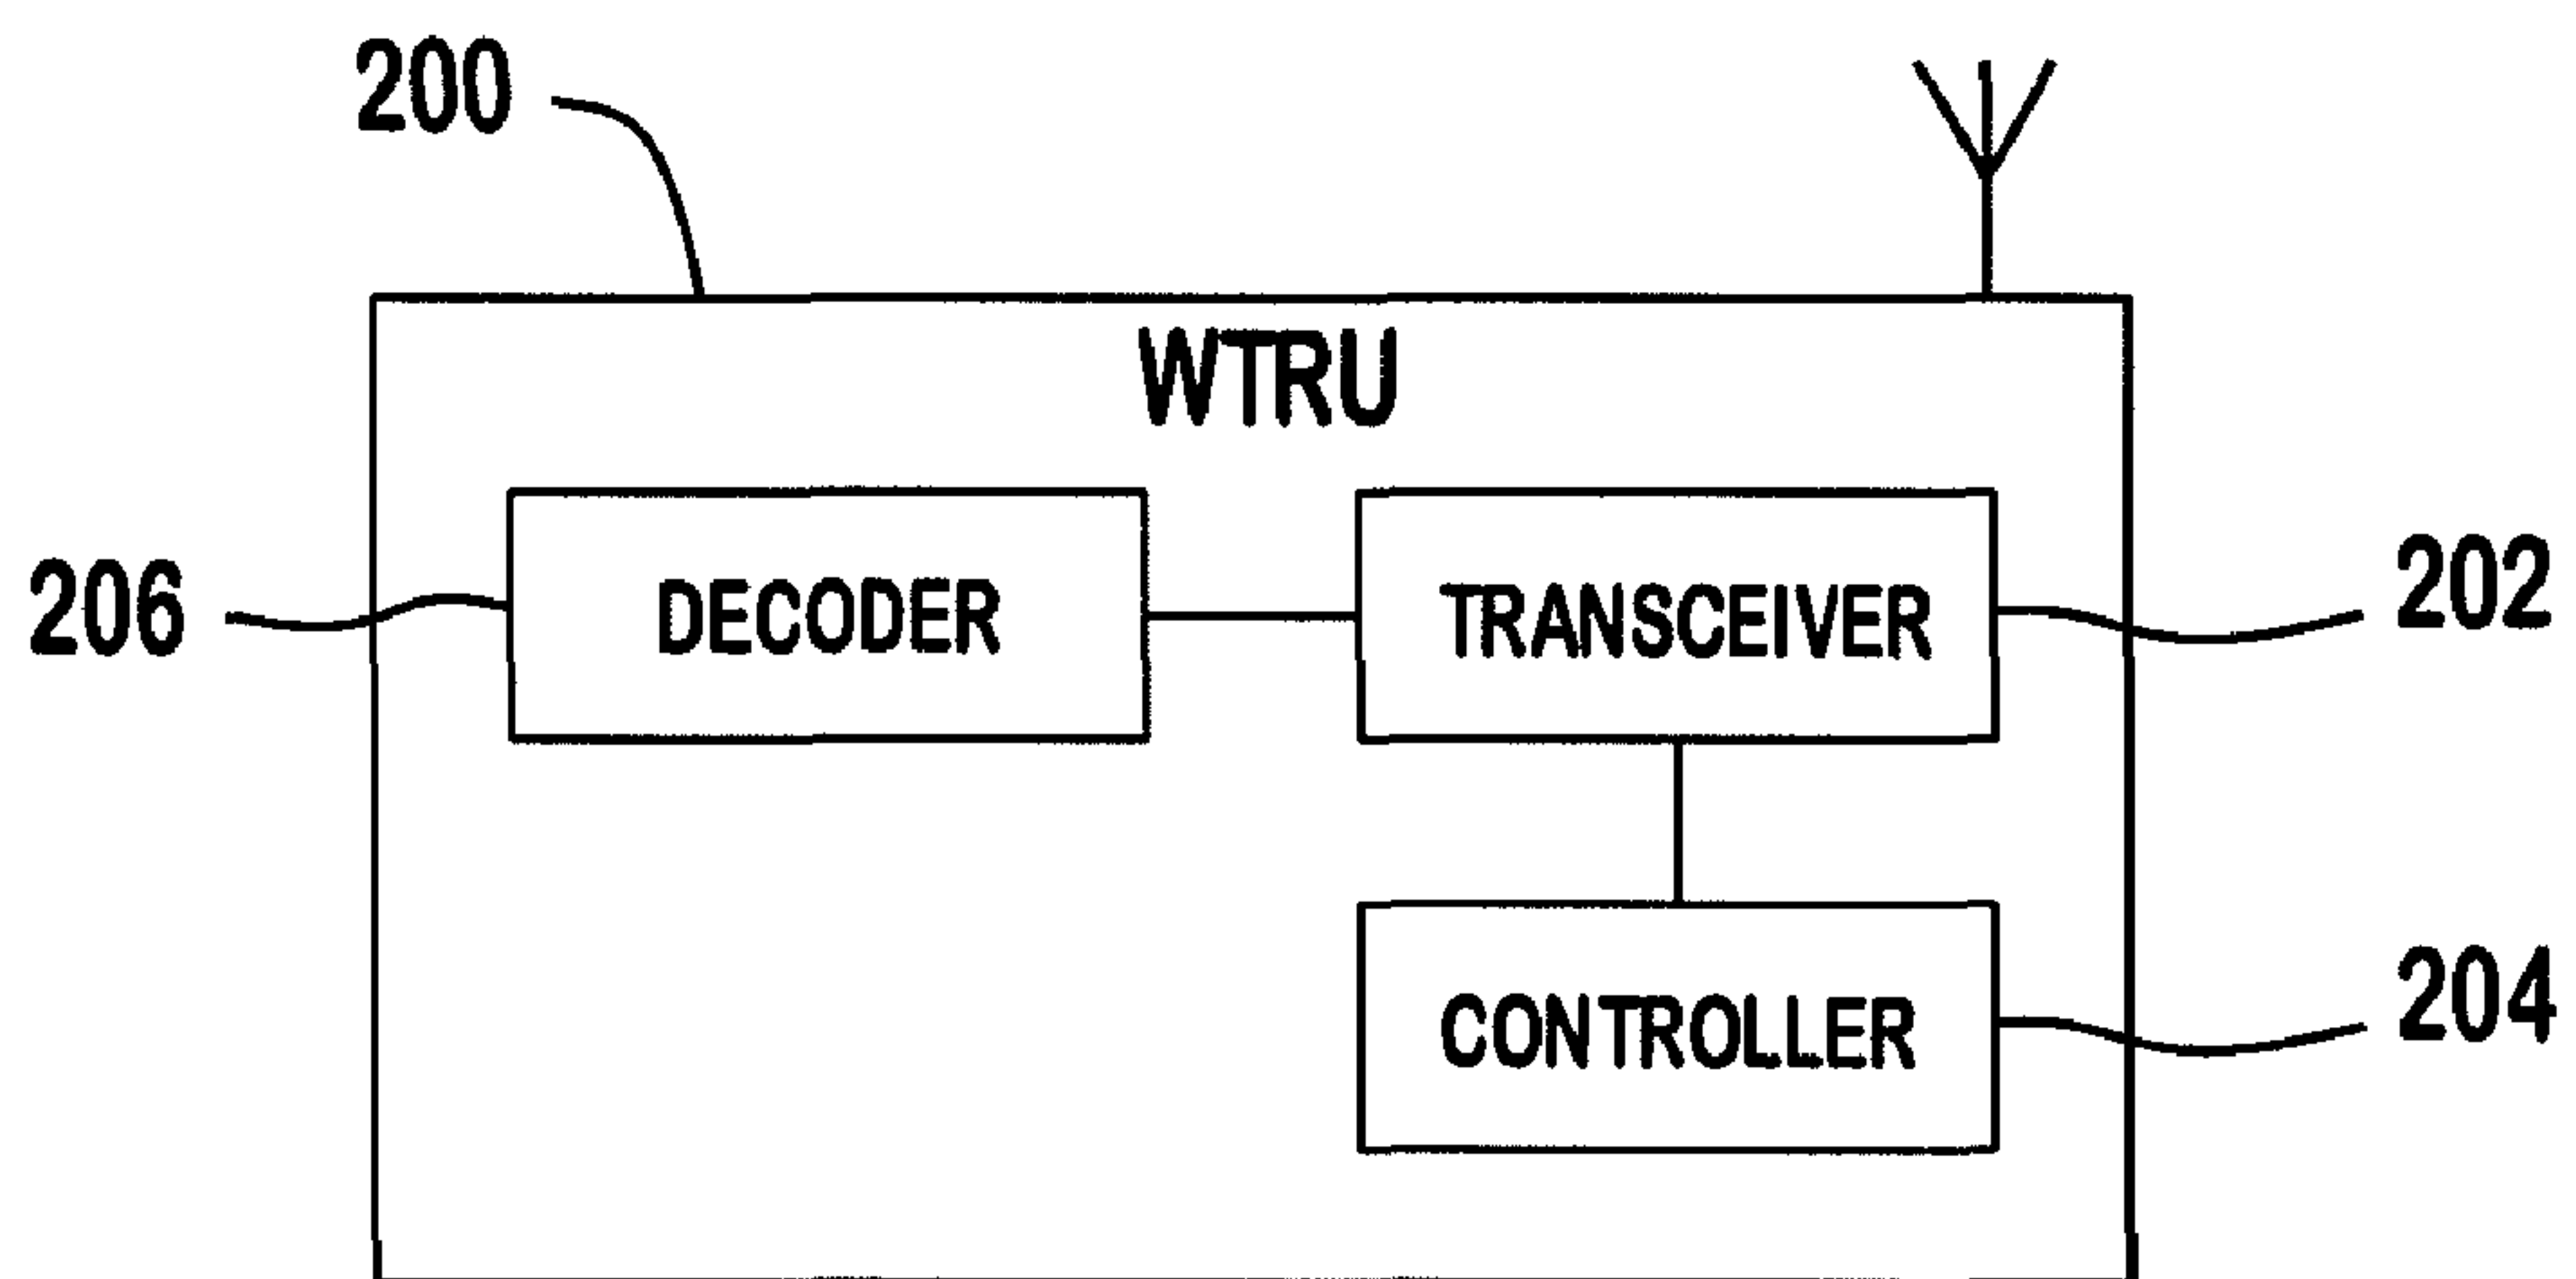 200
WTRU
206
DECODER
TRANSCEIVER
202
CONTROLLER
204